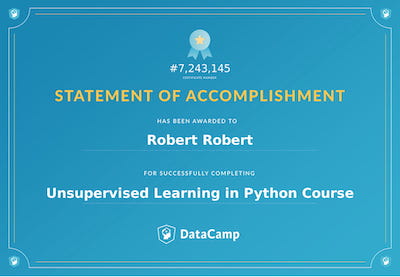 #7,243,145
CERTIFICATE NUMBER
STATEMENT OF ACCOMPLISHMENT
HAS BEEN AWARDED TO
Robert Robert
FOR SUCCESSFULLY COMPLETING
Unsupervised Learning in Python Course
DataCamp